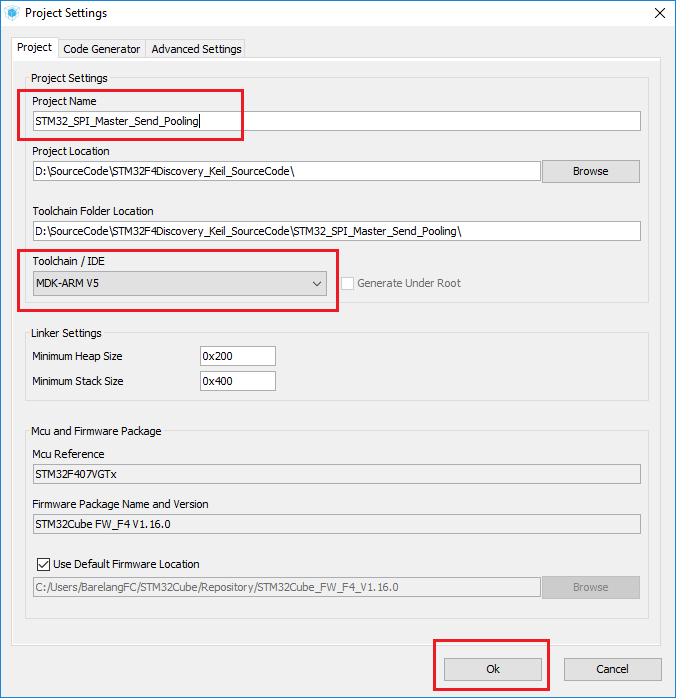 Project Settings
Project
Code Generator
Advanced Settings
Project Settings
Project Name
STM32_SPI_Master_Send_Pooling
Project Location
D:\SourceCode\STM32F4Discovery_Keil_SourceCode\
Browse
Toolchain Folder Location
D:\SourceCode\STM32F4Discovery_Keil_SourceCode\STM32_SPI_Master_Send_Pooling\
Toolchain / IDE
MDK-ARM V5
Generate Under Root
Linker Settings
Minimum Heap Size
0x200
Minimum Stack Size
0x400
Mcu and Firmware Package
Mcu Reference
STM32F407VGTx
Firmware Package Name and Version
STM32Cube FW_F4 V1.16.0
Use Default Firmware Location
C:/Users/BarelangFC/STM32Cube/Repository/STM32Cube_FW_F4_V1.16.0
Browse
Ok
Cancel